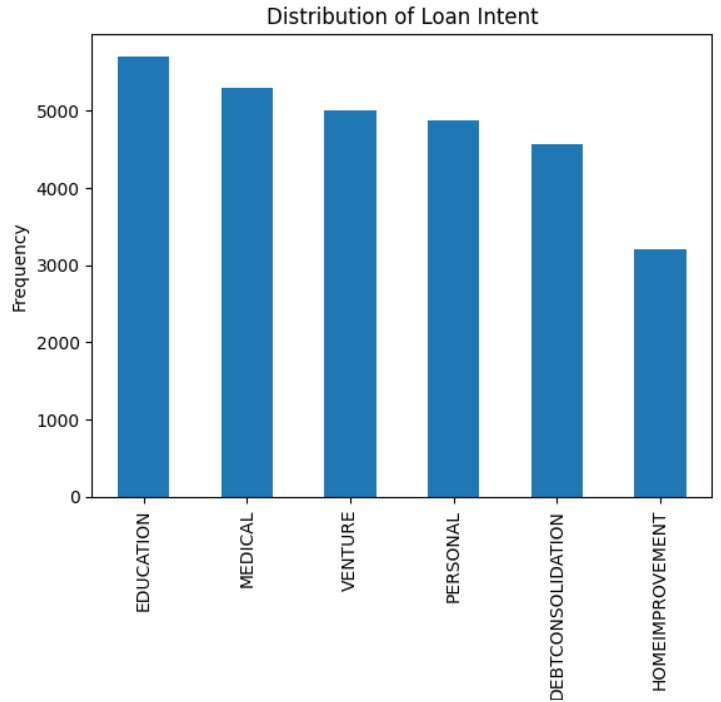 Distribution of Loan Intent
Frequency
5000
4000
3000
2000
1000
0
EDUCATION
MEDICAL
VENTURE
PERSONAL
DEBTCONSOLIDATION
HOMEIMPROVEMENT